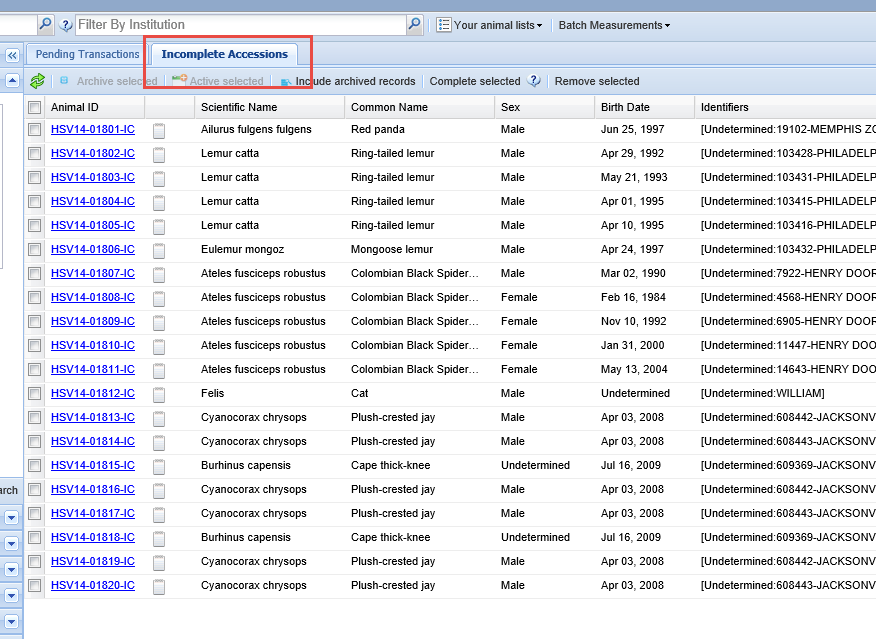 Filter By Institution Your animal lists Batch Measurements
Pending Transactions Incomplete Accessions
Archive selected Active selected Include archived records Complete selected Remove selected
Animal ID Scientific Name Common Name Sex Birth Date Identifiers
HSV14-01801-IC Ailurus fulgens fulgens Red panda Male Jun 25, 1997 [Undetermined:19102-MEMPHIS ZO
HSV14-01802-IC Lemur catta Ring-tailed lemur Male Apr 29, 1992 [Undetermined:103428-PHILADELP
HSV14-01803-IC Lemur catta Ring-tailed lemur Male May 21, 1993 [Undetermined:103431-PHILADELP
HSV14-01804-IC Lemur catta Ring-tailed lemur Male Apr 01, 1995 [Undetermined:103415-PHILADELP
HSV14-01805-IC Lemur catta Ring-tailed lemur Male Apr 10, 1995 [Undetermined:103416-PHILADELP
HSV14-01806-IC Eulemur mongoz Mongoose lemur Male Apr 24, 1997 [Undetermined:103432-PHILADELP
HSV14-01807-IC Ateles fusciceps robustus Colombian Black Spider... Male Mar 02, 1990 [Undetermined:7922-HENRY DOOR
HSV14-01808-IC Ateles fusciceps robustus Colombian Black Spider... Female Feb 16, 1984 [Undetermined:4568-HENRY DOOR
HSV14-01809-IC Ateles fusciceps robustus Colombian Black Spider... Female Nov 10, 1992 [Undetermined:6905-HENRY DOOR
HSV14-01810-IC Ateles fusciceps robustus Colombian Black Spider... Female Jan 31, 2000 [Undetermined:11447-HENRY DOO
HSV14-01811-IC Ateles fusciceps robustus Colombian Black Spider... Female May 13, 2004 [Undetermined:14643-HENRY DOO
HSV14-01812-IC Felis Cat Male Undetermined [Undetermined:WILLIAM]
HSV14-01813-IC Cyanocorax chrysops Plush-crested jay Male Apr 03, 2008 [Undetermined:608442-JACKSONV
HSV14-01814-IC Cyanocorax chrysops Plush-crested jay Male Apr 03, 2008 [Undetermined:608443-JACKSONV
HSV14-01815-IC Burhinus capensis Cape thick-knee Undetermined Jul 16, 2009 [Undetermined:609369-JACKSONV
arch HSV14-01816-IC Cyanocorax chrysops Plush-crested jay Male Apr 03, 2008 [Undetermined:608442-JACKSONV
HSV14-01817-IC Cyanocorax chrysops Plush-crested jay Male Apr 03, 2008 [Undetermined:608443-JACKSONV
HSV14-01818-IC Burhinus capensis Cape thick-knee Undetermined Jul 16, 2009 [Undetermined:609369-JACKSONV
HSV14-01819-IC Cyanocorax chrysops Plush-crested jay Male Apr 03, 2008 [Undetermined:608442-JACKSONV
HSV14-01820-IC Cyanocorax chrysops Plush-crested jay Male Apr 03, 2008 [Undetermined:608443-JACKSONV